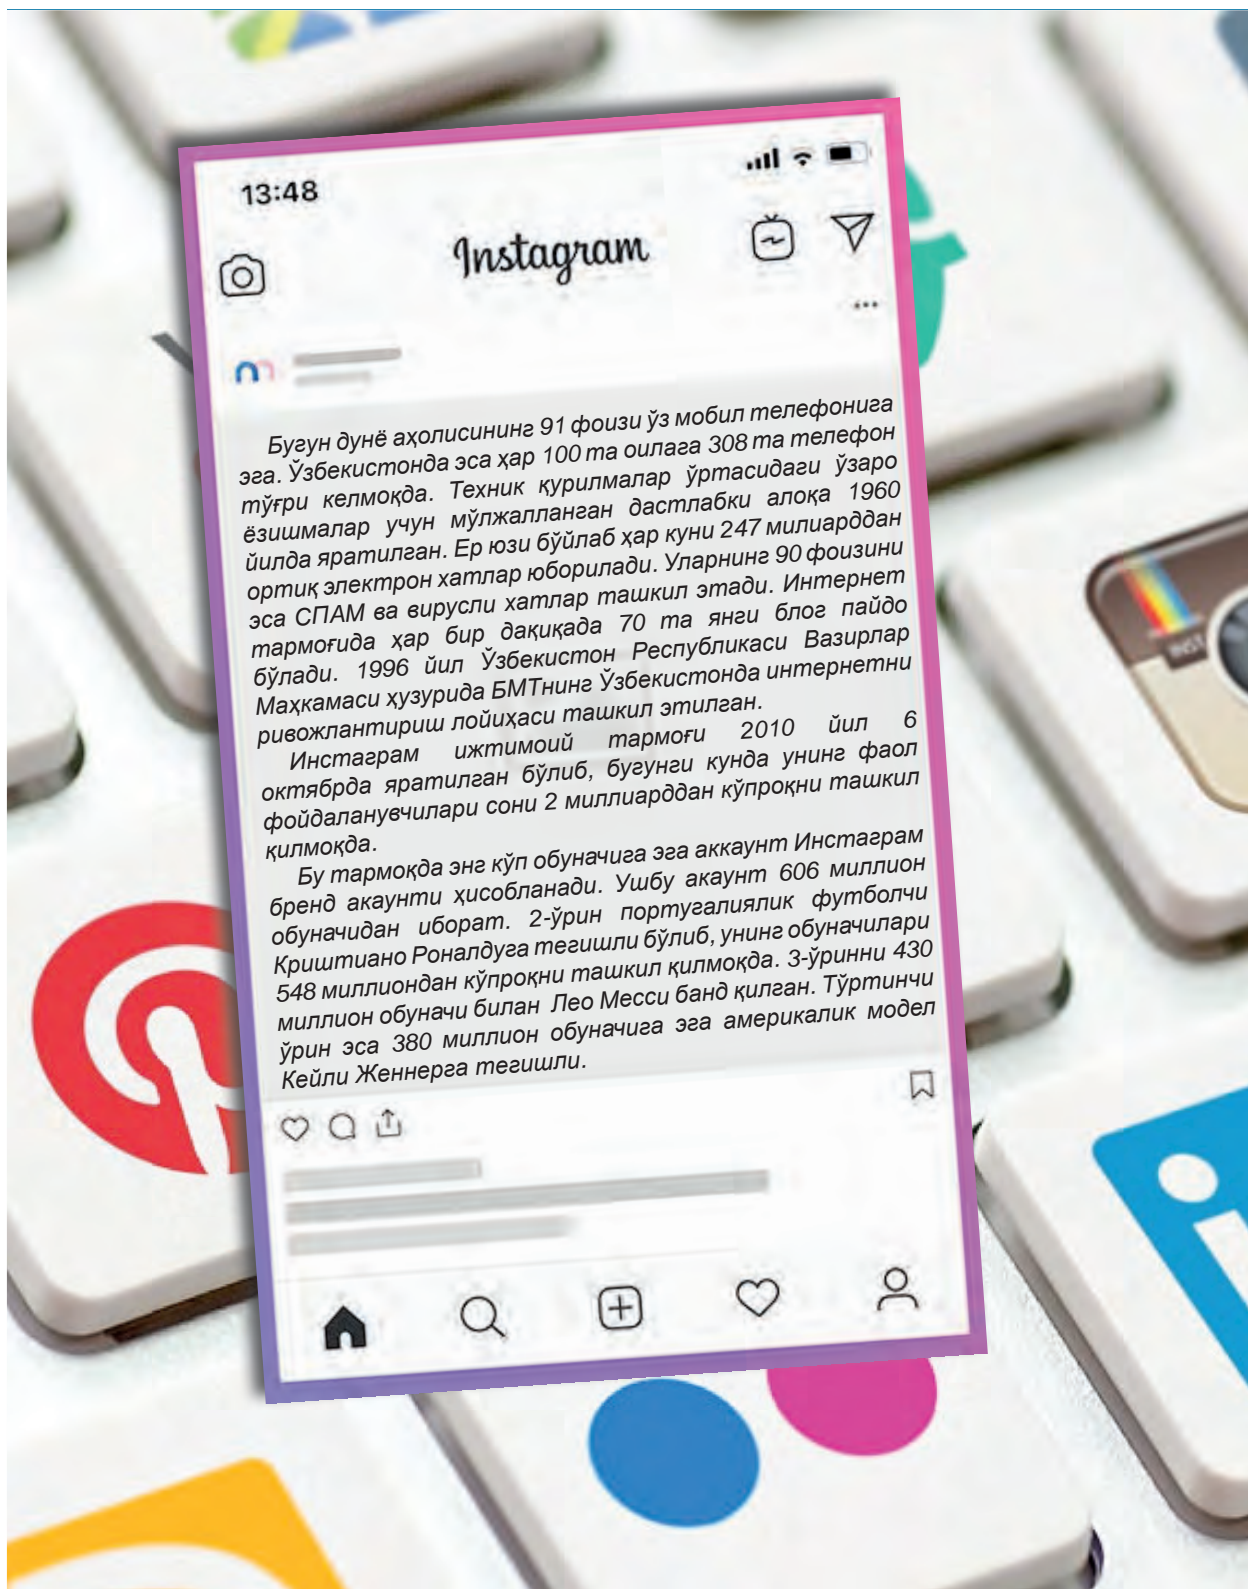 13:48
Instagram
Бугун дунё аҳолисининг 91 фоизи ўз мобил телефонига
эга. Ўзбекистонда эса ҳар 100 та оилага 308 та телефон
тўғри келмоқда. Техник қурилмалар ўртасидаги ўзаро
ёзишмалар учун мўлжалланган дастлабки алоқа 1960
йилда яратилган. Ер юзи бўйлаб ҳар куни 247 милиарддан
ортиқ электрон хатлар юборилади. Уларнинг 90 фоизини
эса СПАМ ва вирусли хатлар ташкил этади. Интернет
тармоғида ҳар бир дақиқада 70 та янги блог пайдо
бўлади. 1996 йил Ўзбекистон Республикаси Вазирлар
Маҳкамаси ҳузурида БМТнинг Ўзбекистонда интернетни
ривожлантириш лойиҳаси ташкил этилган.
Инстаграм ижтимоий тармоғи 2010 йил 6
октябрда яратилган бўлиб, бугунги кунда унинг фаол
фойдаланувчилари сони 2 миллиарддан кўпроқни ташкил
қилмоқда.
Бу тармоқда энг кўп обуначига эга аккаунт Инстаграм
бренд акаунти ҳисобланади. Ушбу акаунт 606 миллион
обуначидан иборат. 2-ўрин португалиялик футболчи
Криштиано Роналдуга тегишли бўлиб, унинг обуначилари
548 миллиондан кўпроқни ташкил қилмоқда. 3-ўринни 430
миллион обуначи билан Лео Месси банд қилган. Тўртинчи
ўрин эса 380 миллион обуначига эга америкалик модел
Кейли Женнерга тегишли.
INST